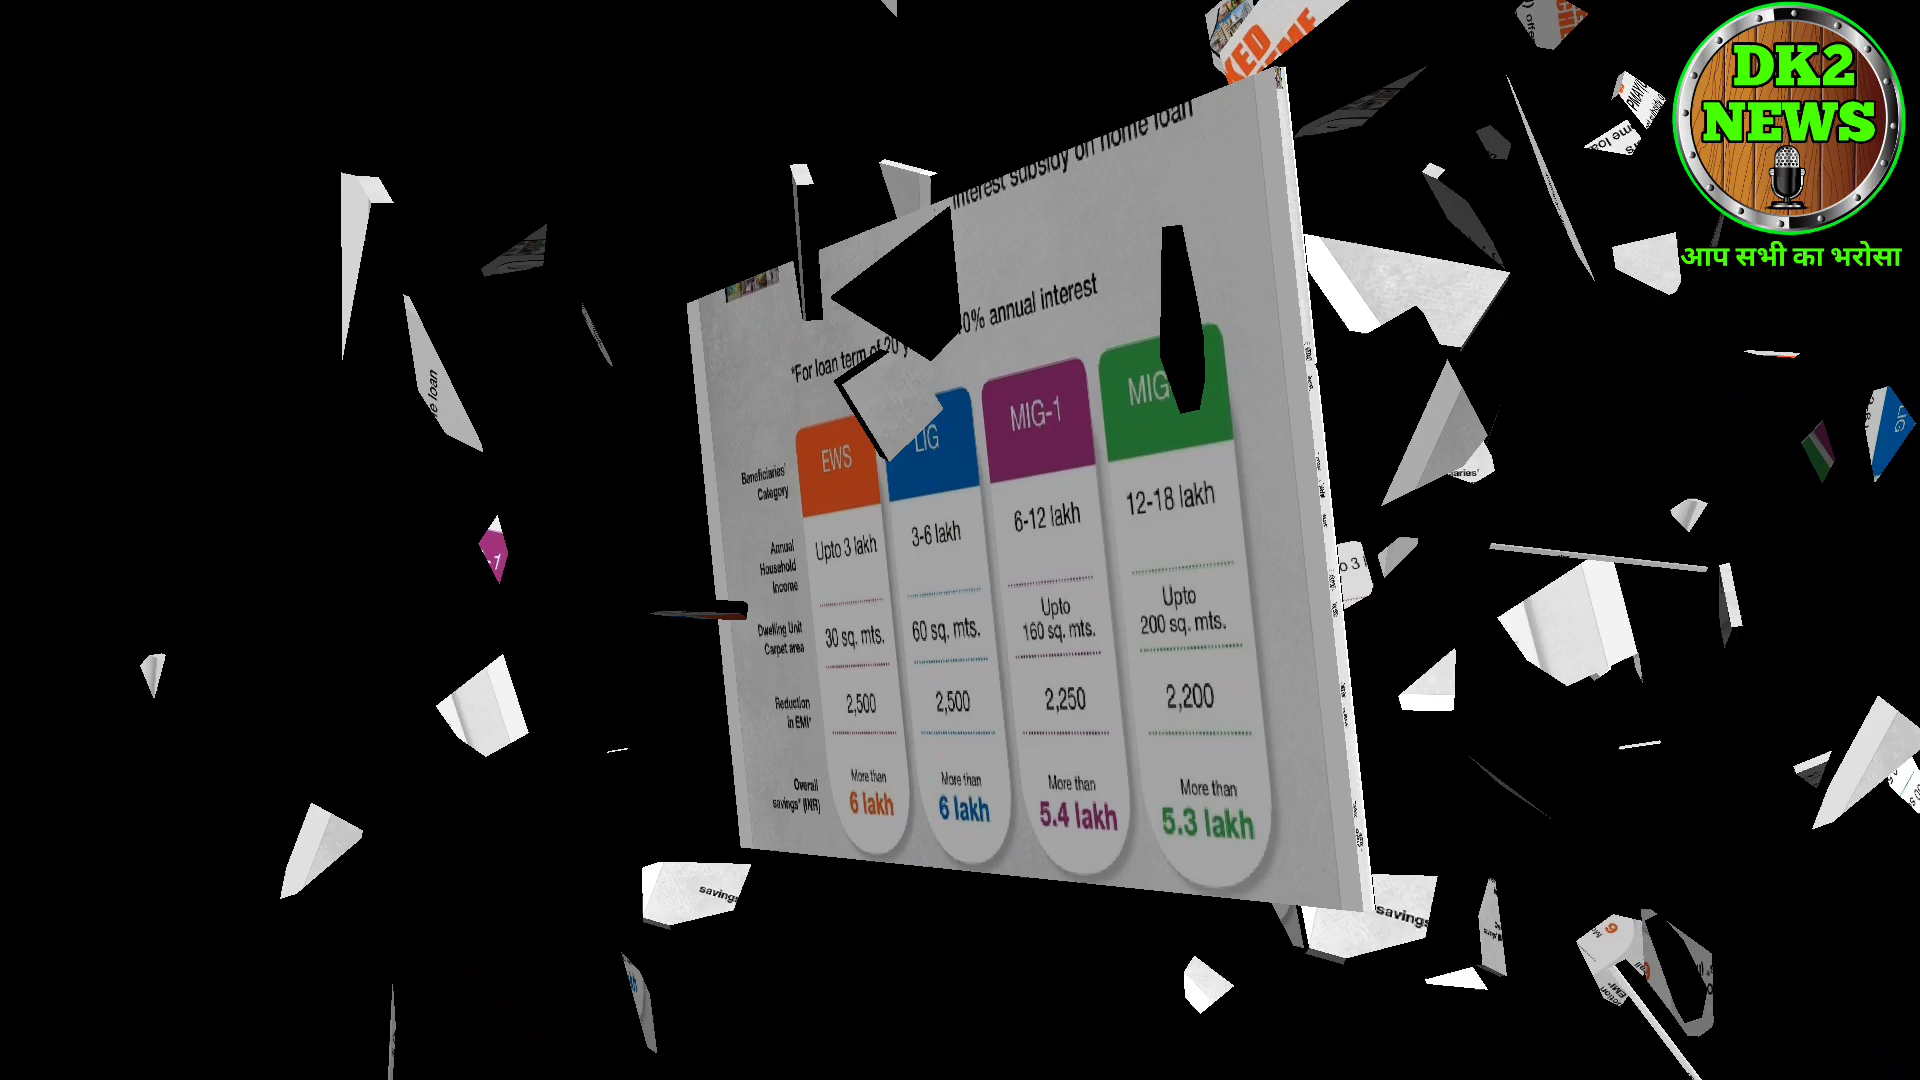 DK2
NEWS
आप सभी का भरोसा
interest subsidy on home loan
*For loan term of 20
0% annual interest
EWS
LIG
MIG-1
MIG
Beneficiaries'
Category
Annual
Household
Income
Upto 3 lakh
3-6 lakh
6-12 lakh
12-18 lakh
Dwelling Unit
Carpet area
30 sq. mts.
60 sq. mts.
Upto
160 sq. mts.
Upto
200 sq. mts.
Reduction
in EMI*
2,500
2,500
2,250
2,200
Overall
savings* (INR)
More than
6 lakh
More than
6 lakh
More than
5.4 lakh
More than
5.3 lakh
loan
savings
savings